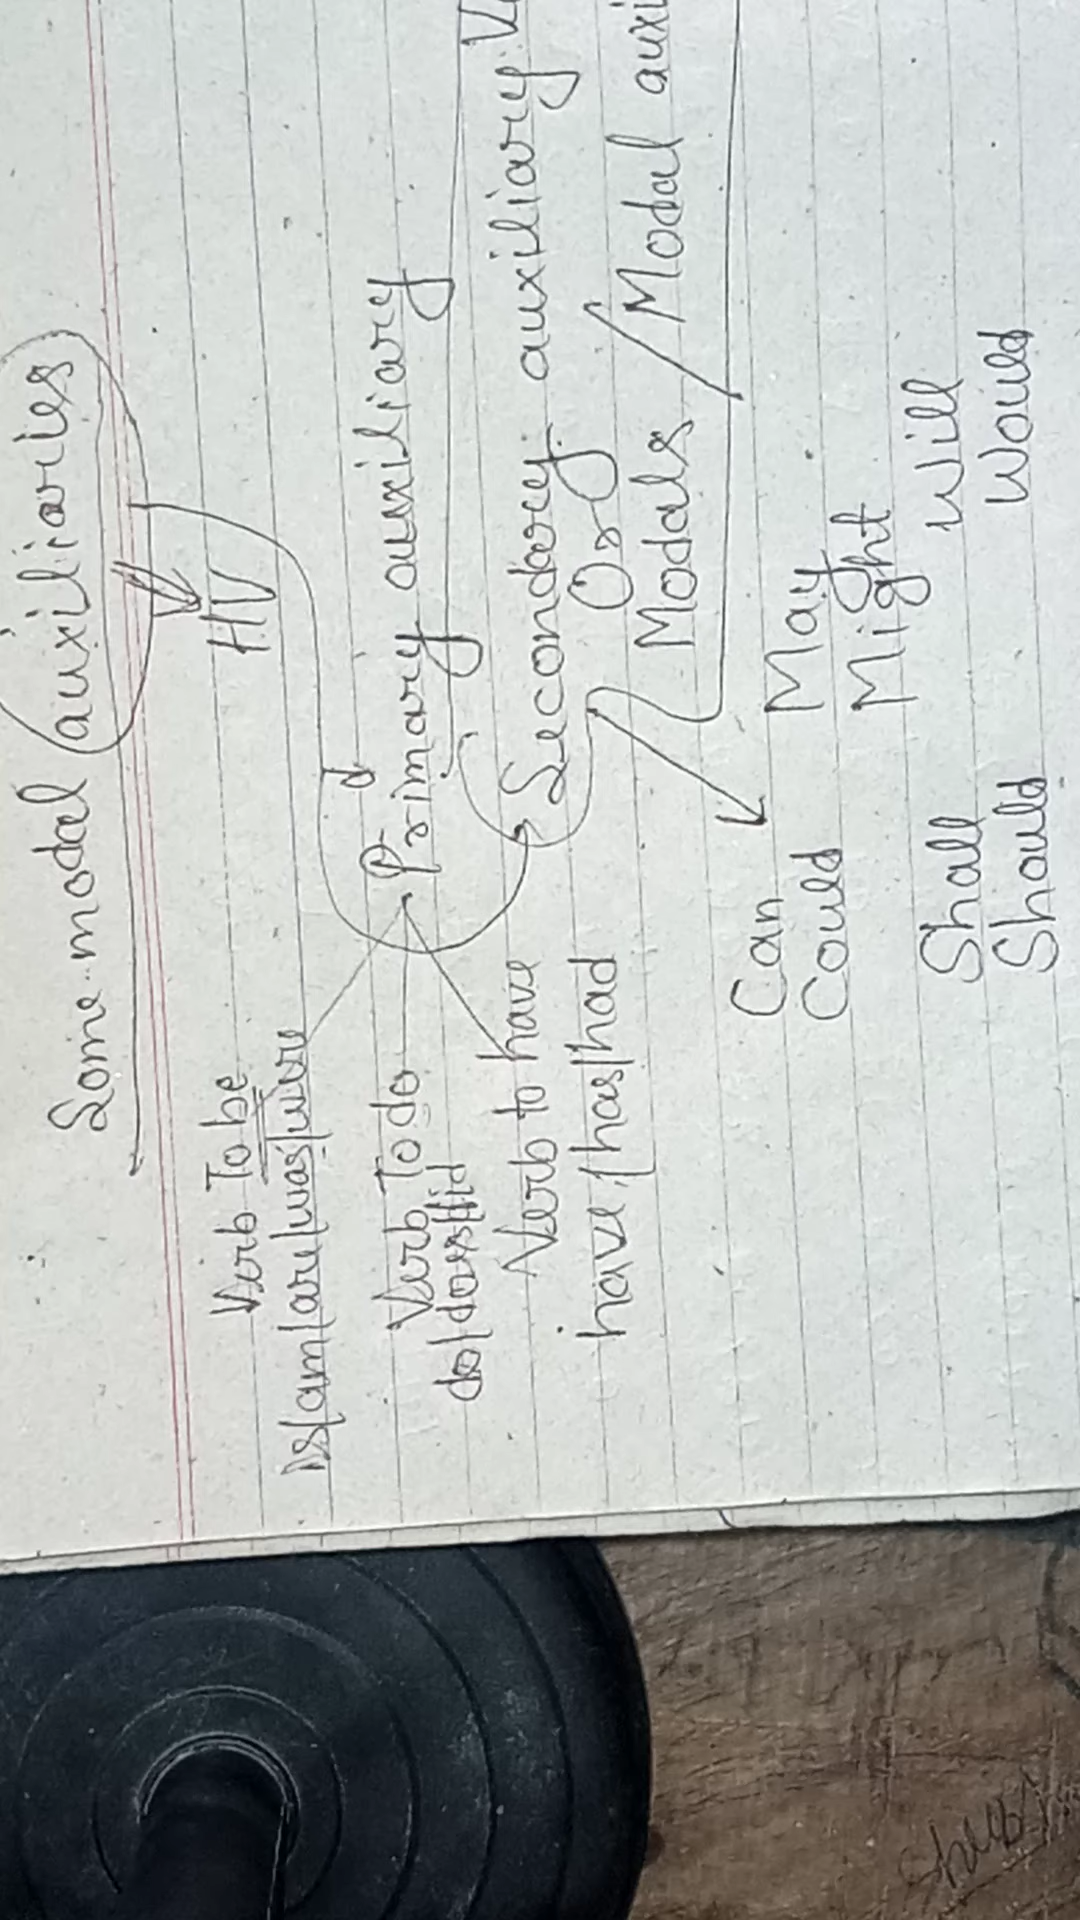 Some modal auxiliaries
HV
Verb To be
is/am/are/was/were
Primary auxiliary
Verb To do
do/does/did
Secondary auxiliary
Verb to have
have/has/had
Or
Modals / Modal
Can May
Could Might
Shall Will
Should Would